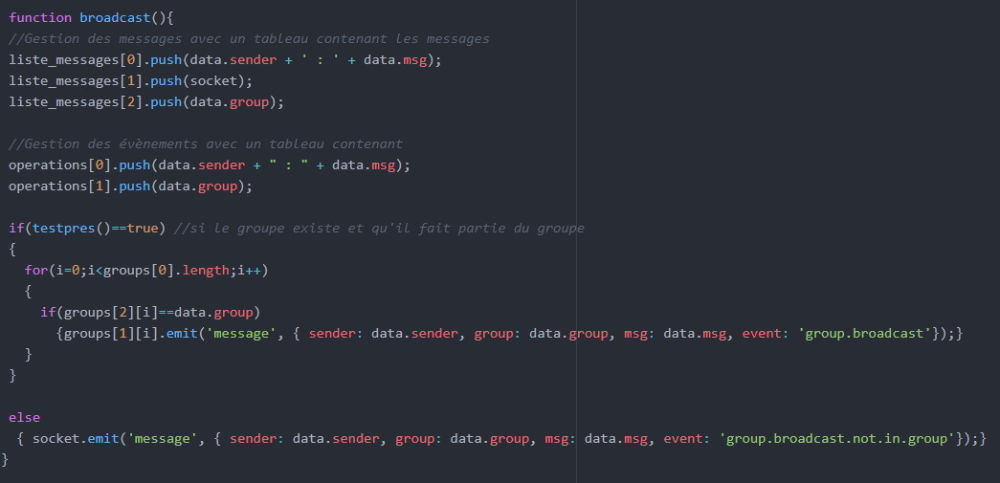 function broadcast(){
//Gestion des messages avec un tableau contenant les messages
liste_messages[0].push(data.sender + ' : ' + data.msg);
liste_messages[1].push(socket);
liste_messages[2].push(data.group);
//Gestion des évènements avec un tableau contenant
operations[0].push(data.sender + " : " + data.msg);
operations[1].push(data.group);
if(testpres()==true) //si le groupe existe et qu'il fait partie du groupe
{
for(i=0;i<groups[0].length;i++)
{
if(groups[2][i]==data.group)
{groups[1][i].emit('message', { sender: data.sender, group: data.group, msg: data.msg, event: 'group.broadcast'});}
}
}
else
{ socket.emit('message', { sender: data.sender, group: data.group, msg: data.msg, event: 'group.broadcast.not.in.group'});}
}